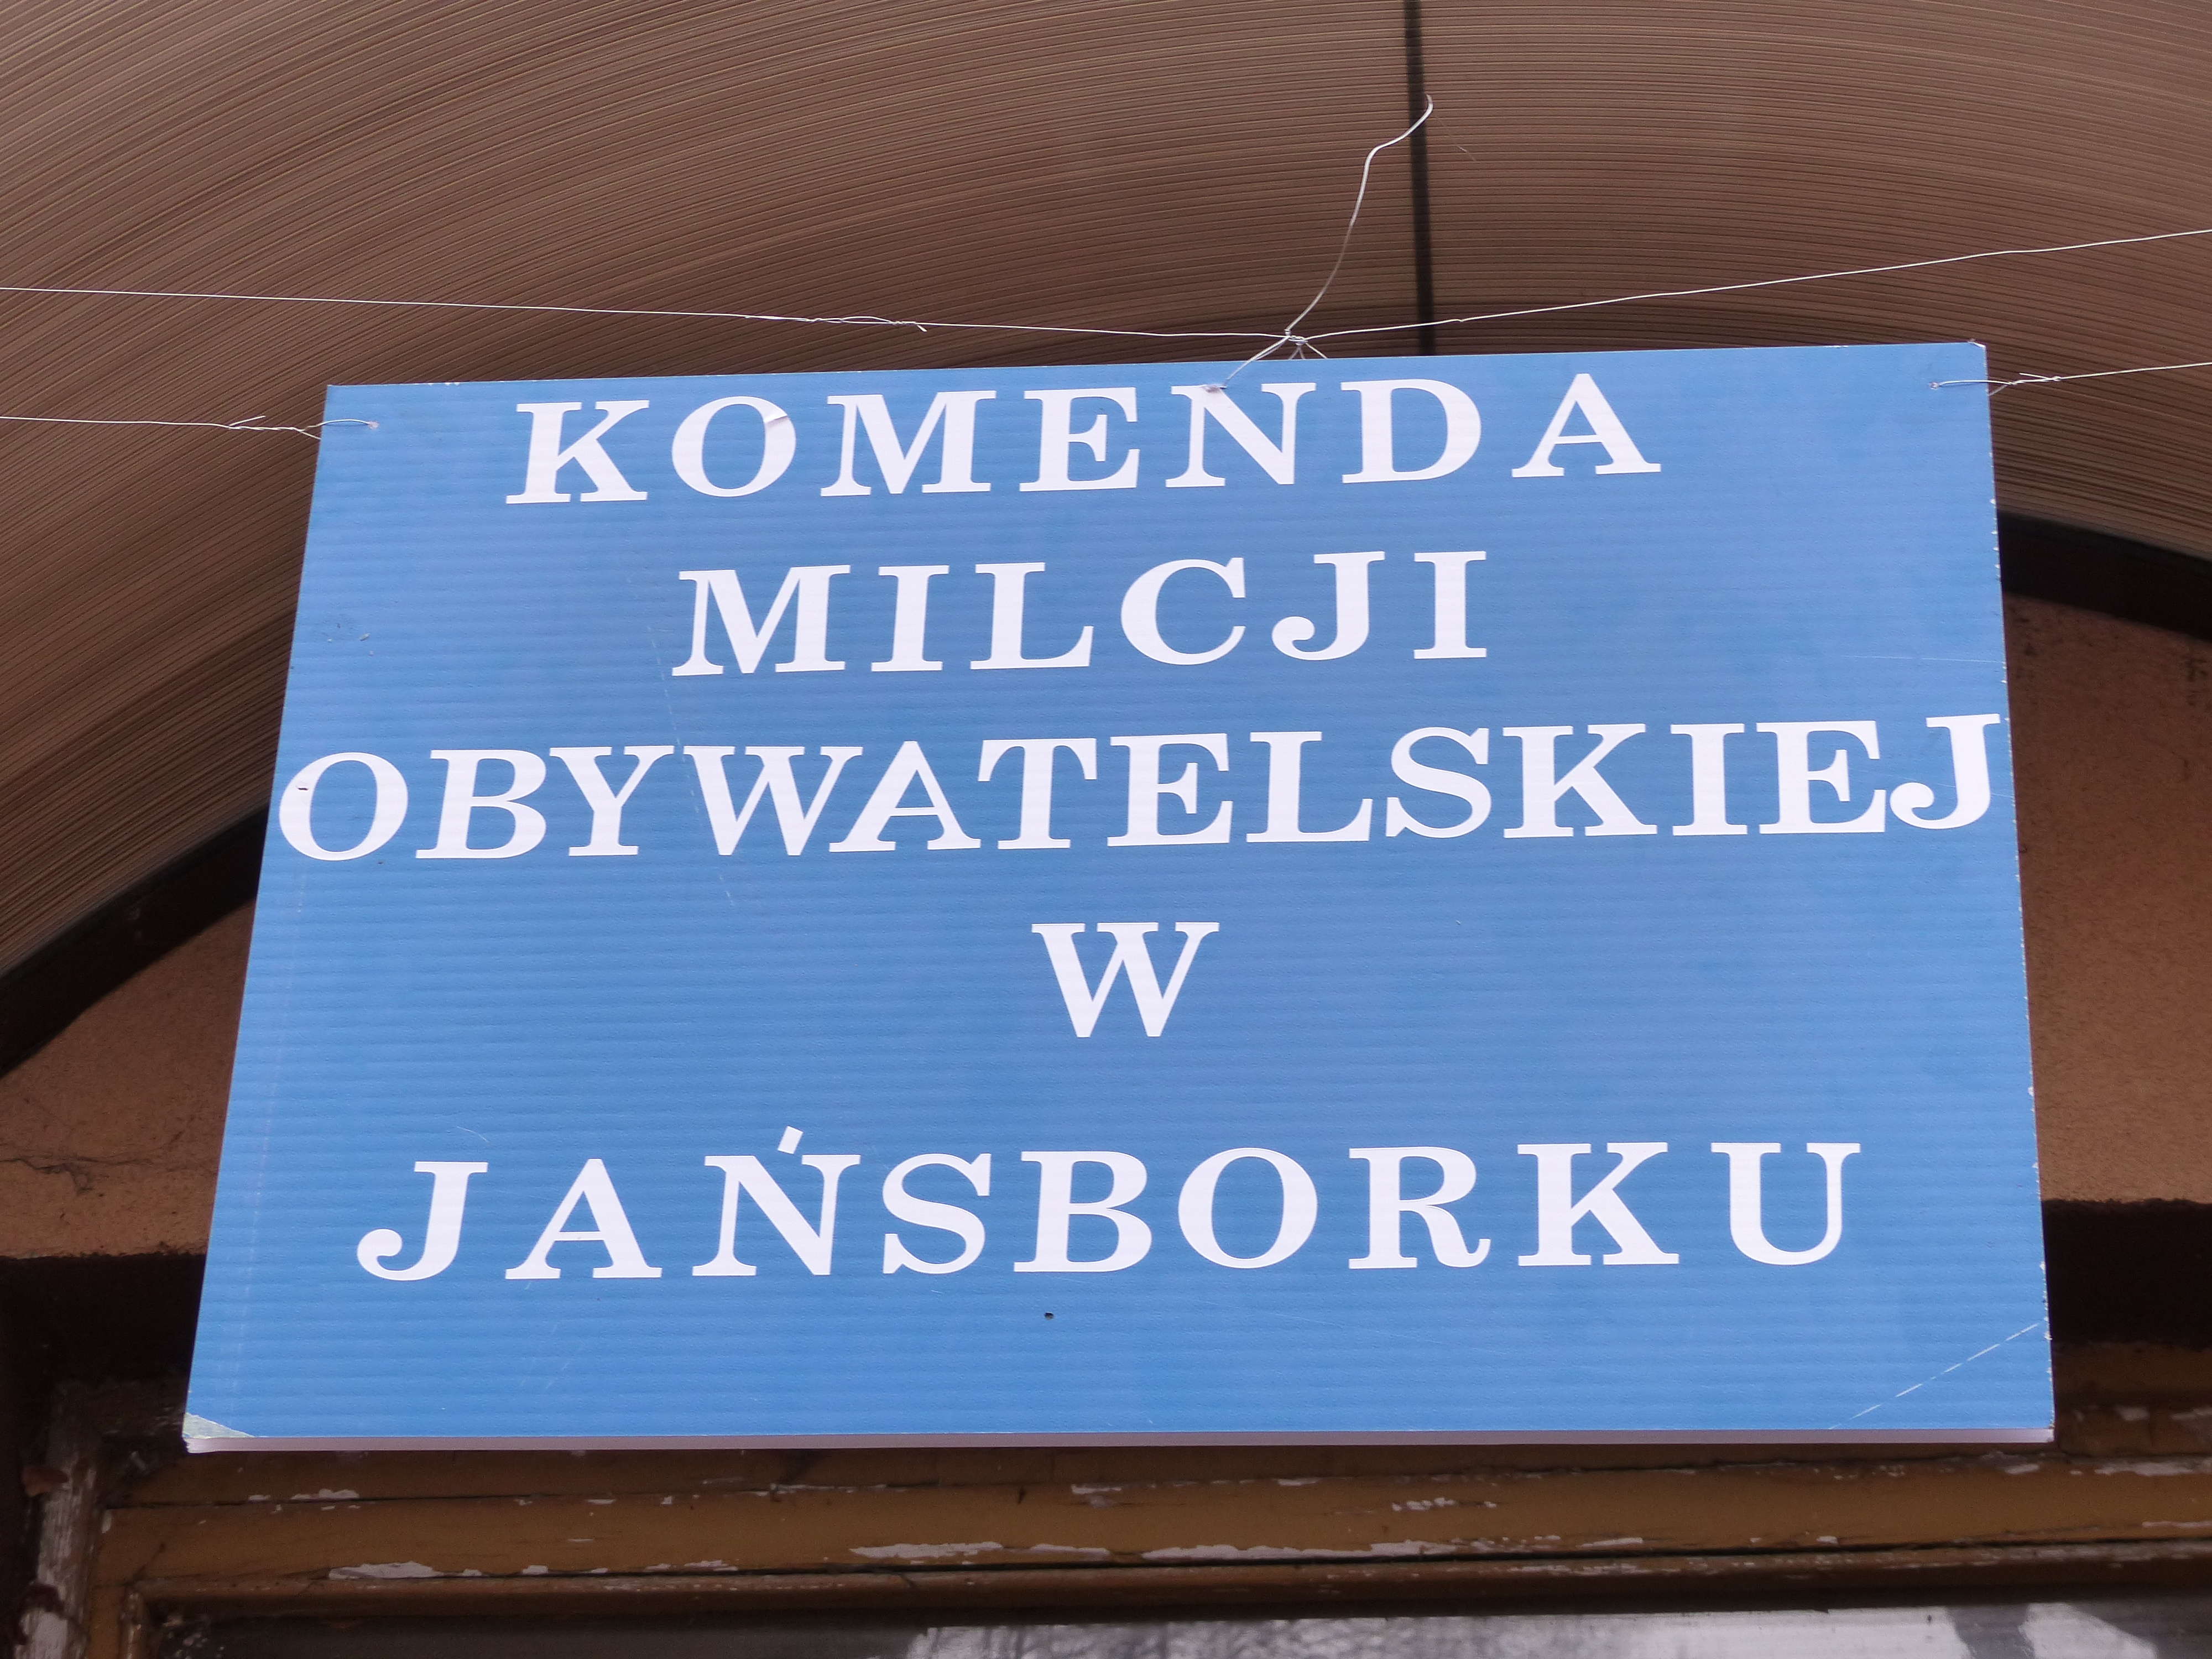 KOMENDA
MILCJI
OBYWATELSKIEJ
W
JAŃSBORKU